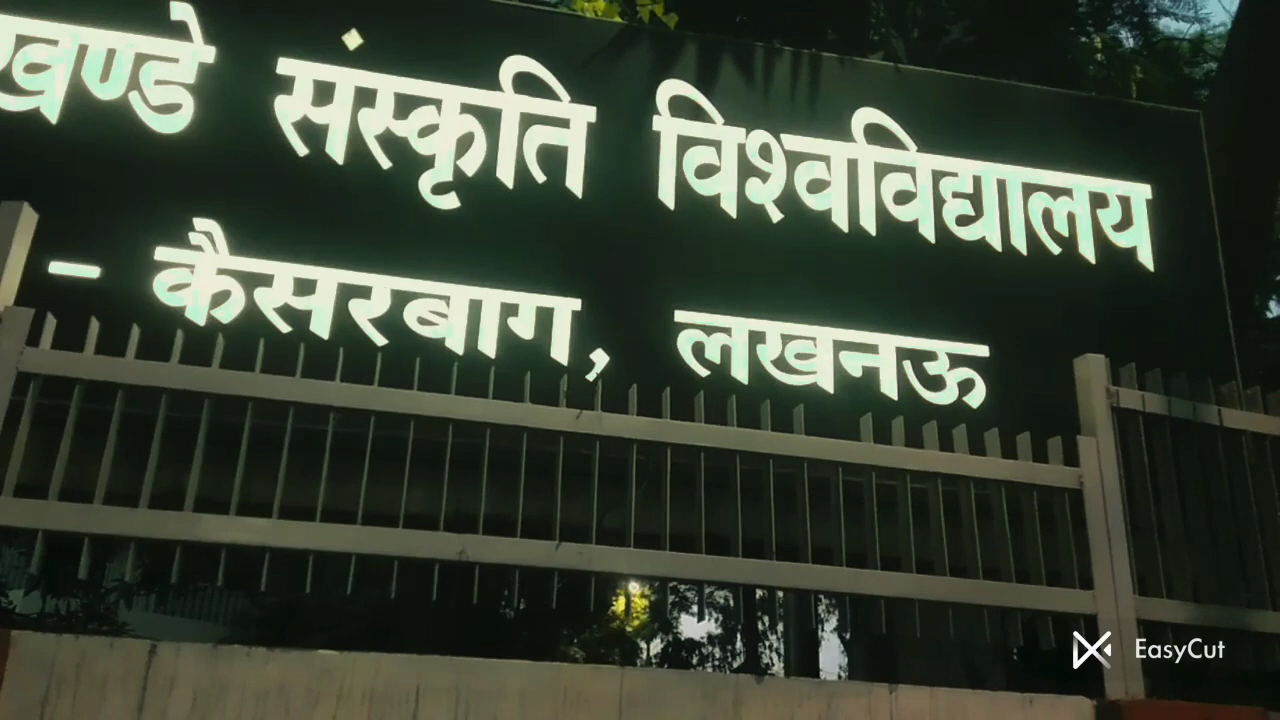 खण्डे संस्कृति विश्वविद्यालय
- कैसरबाग, लखनऊ
EasyCut